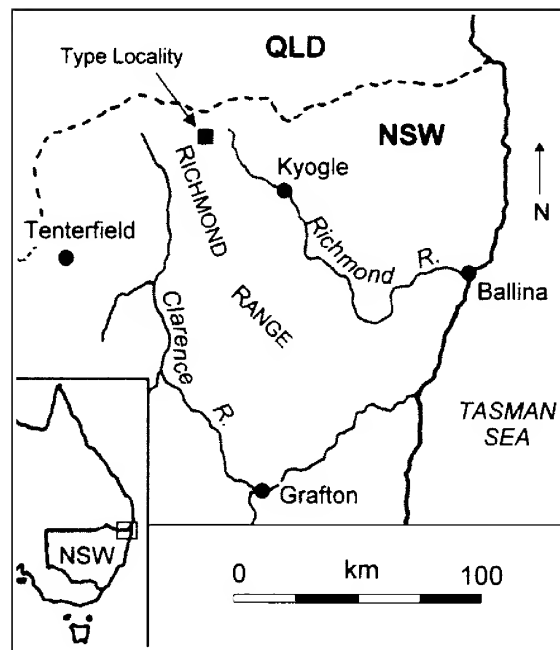 QLD
Type Locality
NSW
Kyogle
N
RICHMOND
RANGE
Tenterfield
Richmond R.
Ballina
Clarence R.
TASMAN
SEA
Grafton
NSW
0 km 100